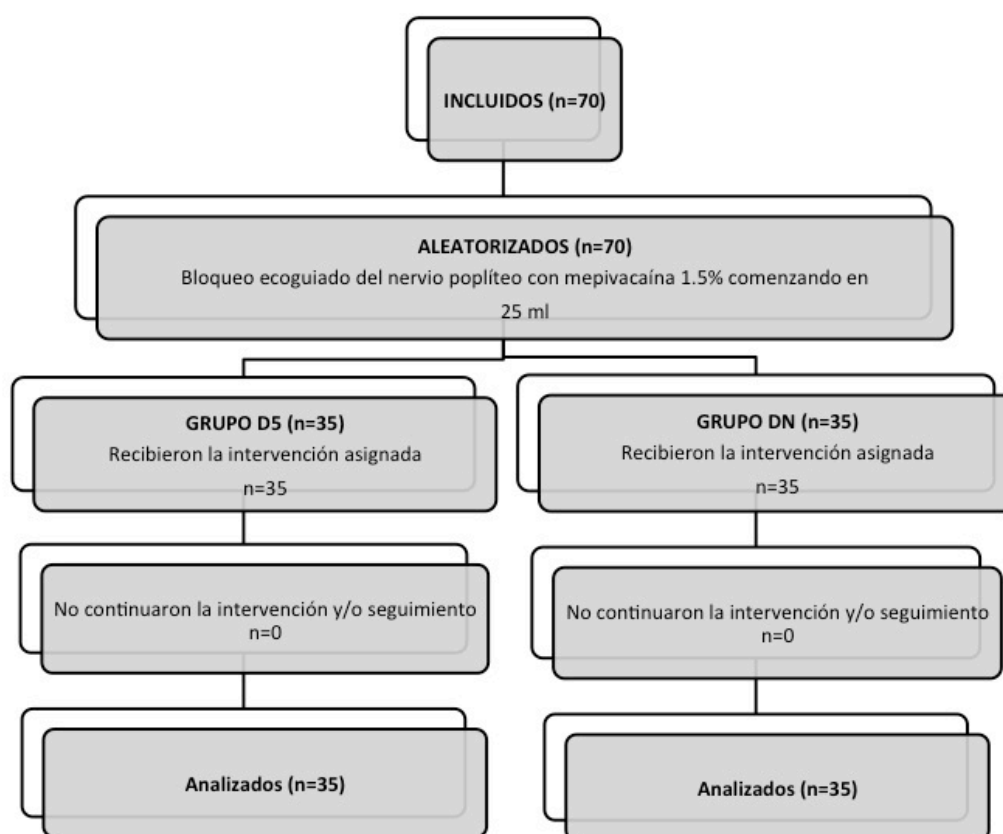 INCLUIDOS (n=70)
ALEATORIZADOS (n=70)
Bloqueo ecoguiado del nervio poplíteo con mepivacaína 1.5% comenzando en
25 ml
GRUPO D5 (n=35)
Recibieron la intervención asignada
n=35
GRUPO DN (n=35)
Recibieron la intervención asignada
n=35
No continuaron la intervención y/o seguimiento
n=0
No continuaron la intervención y/o seguimiento
n=0
Analizados (n=35)
Analizados (n=35)